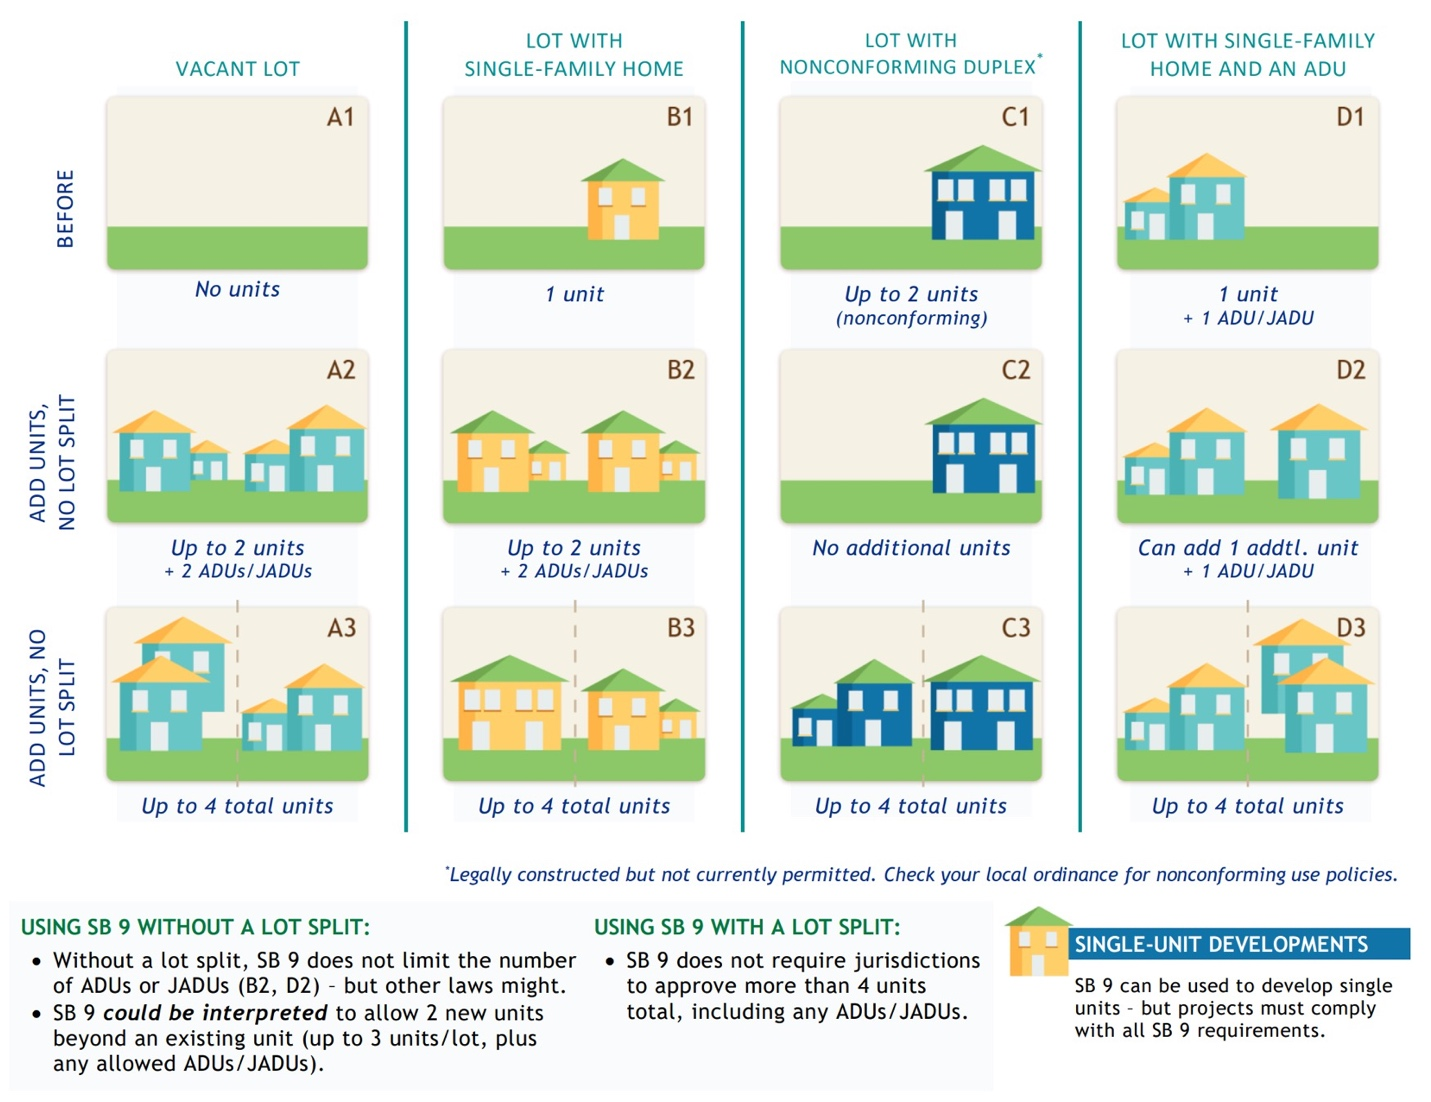 VACANT LOT
LOT WITH
SINGLE-FAMILY HOME
LOT WITH
NONCONFORMING DUPLEX*
LOT WITH SINGLE-FAMILY
HOME AND AN ADU
BEFORE
A1
B1
C1
D1
No units
1 unit
Up to 2 units
(nonconforming)
1 unit
+ 1 ADU/JADU
ADD UNITS,
NO LOT SPLIT
A2
B2
C2
D2
Up to 2 units
+ 2 ADUs/JADUs
Up to 2 units
+ 2 ADUs/JADUs
No additional units
Can add 1 addtl. unit
+ 1 ADU/JADU
ADD UNITS, NO
LOT SPLIT
A3
B3
C3
D3
Up to 4 total units
Up to 4 total units
Up to 4 total units
Up to 4 total units
*Legally constructed but not currently permitted. Check your local ordinance for nonconforming use policies.
USING SB 9 WITHOUT A LOT SPLIT:
• Without a lot split, SB 9 does not limit the number
of ADUs or JADUs (B2, D2) – but other laws might.
• SB 9 could be interpreted to allow 2 new units
beyond an existing unit (up to 3 units/lot, plus
any allowed ADUs/JADUs).
USING SB 9 WITH A LOT SPLIT:
• SB 9 does not require jurisdictions
to approve more than 4 units
total, including any ADUs/JADUs.
SINGLE-UNIT DEVELOPMENTS
SB 9 can be used to develop single
units – but projects must comply
with all SB 9 requirements.